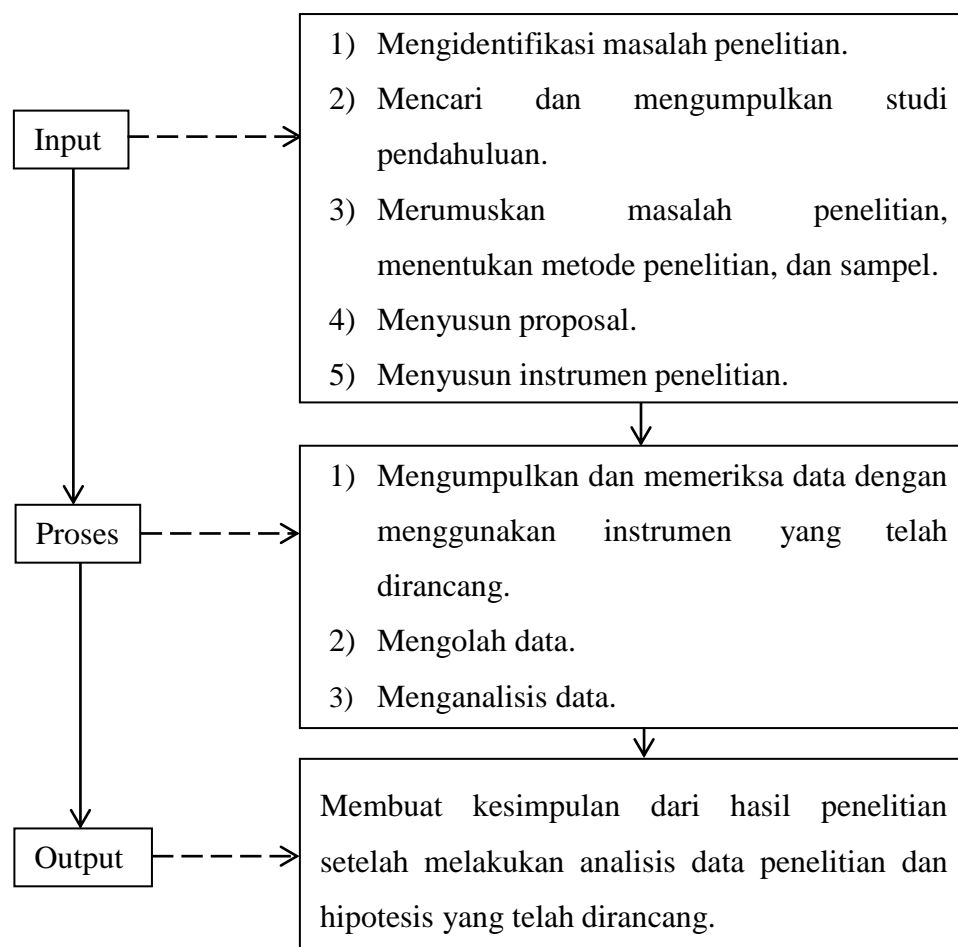 1) Mengidentifikasi masalah penelitian.
2) Mencari dan mengumpulkan studi
pendahuluan.
3) Merumuskan masalah penelitian,
menentukan metode penelitian, dan sampel.
4) Menyusun proposal.
5) Menyusun instrumen penelitian.
Input
1) Mengumpulkan dan memeriksa data dengan
menggunakan instrumen yang telah
dirancang.
2) Mengolah data.
3) Menganalisis data.
Proses
Membuat kesimpulan dari hasil penelitian
setelah melakukan analisis data penelitian dan
hipotesis yang telah dirancang.
Output